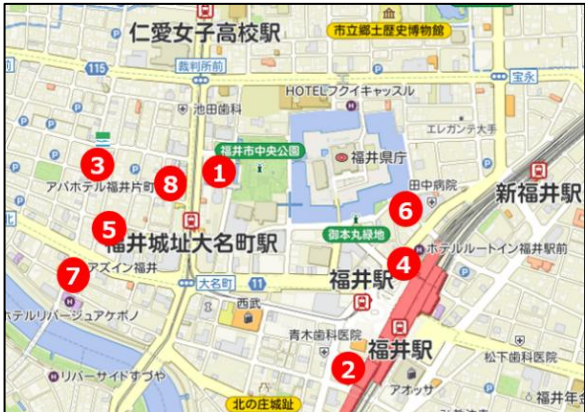 仁愛女子高校駅
市立郷土歴史博物館
115
裁判所前
宝永
HOTELフクイキャッスル
池田歯科
エレガンテ大手
福井市中央公園
福井県庁
3
1
アパホテル福井片町
8
田中病院
新福井駅
6
5
福井城址大名町駅
御本丸緑地
4
ホテルルートイン福井駅前
7
アズイン福井
大名町
11
福井駅
ホテルリバージュアケボノ
西武
青木歯科医院
福井駅
松下歯科医院
2
リバーサイドすづや
アオッサ
北の庄城趾